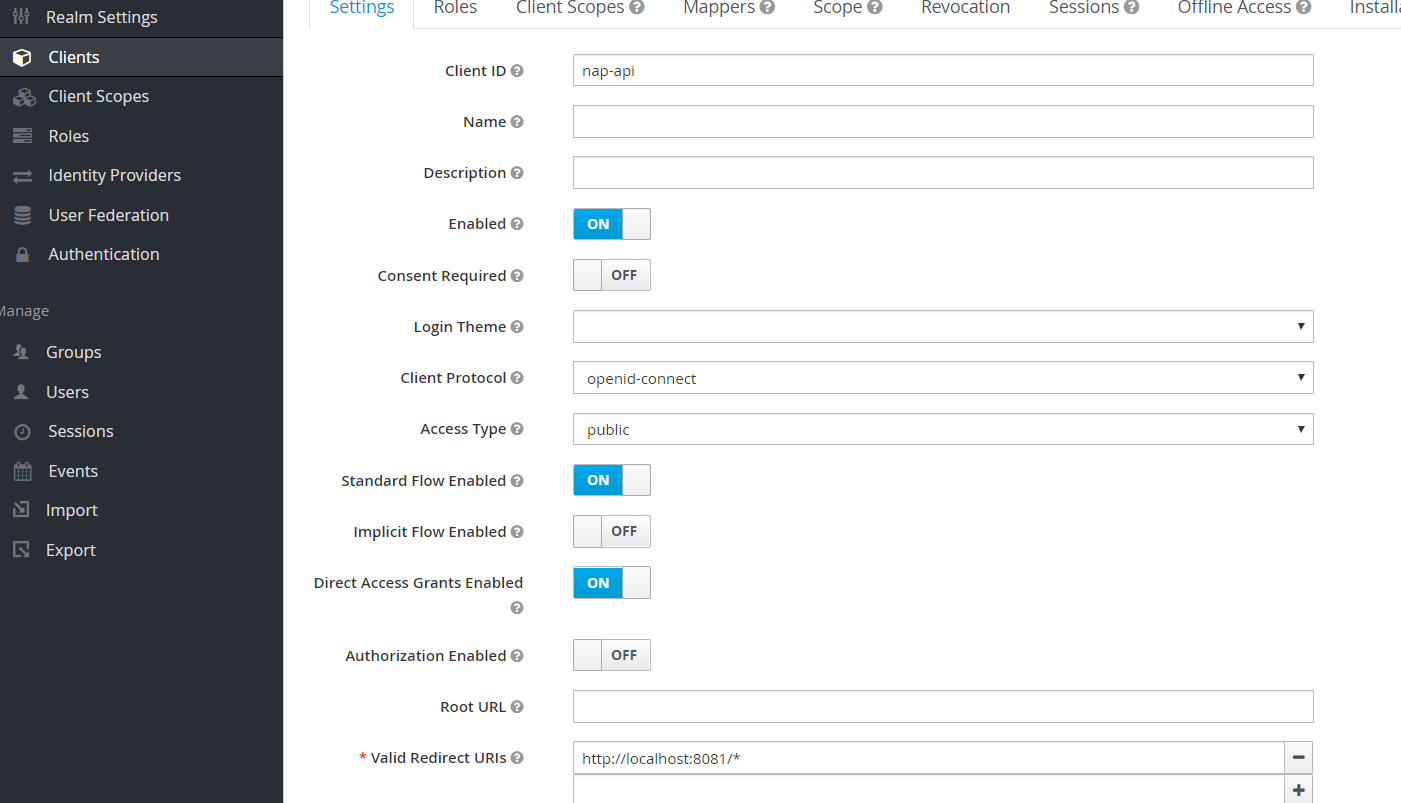 Realm Settings
Clients
Client Scopes
Roles
Identity Providers
User Federation
Authentication
Manage
Groups
Users
Sessions
Events
Import
Export
Settings Roles Client Scopes ? Mappers ? Scope ? Revocation Sessions ? Offline Access ? Installa
Client ID ? nap-api
Name ?
Description ?
Enabled ? ON
Consent Required ? OFF
Login Theme ?
Client Protocol ? openid-connect
Access Type ? public
Standard Flow Enabled ? ON
Implicit Flow Enabled ? OFF
Direct Access Grants Enabled ON
?
Authorization Enabled ? OFF
Root URL ?
* Valid Redirect URIs ? http://localhost:8081/* -
+